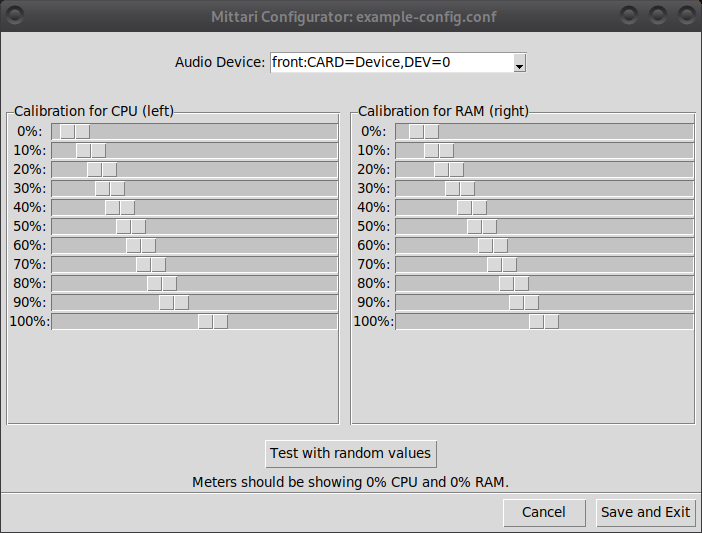 Mittari Configurator: example-config.conf
Audio Device: front:CARD=Device,DEV=0
Calibration for CPU (left)
0%:
10%:
20%:
30%:
40%:
50%:
60%:
70%:
80%:
90%:
100%:
Calibration for RAM (right)
0%:
10%:
20%:
30%:
40%:
50%:
60%:
70%:
80%:
90%:
100%:
Test with random values
Meters should be showing 0% CPU and 0% RAM.
Cancel
Save and Exit